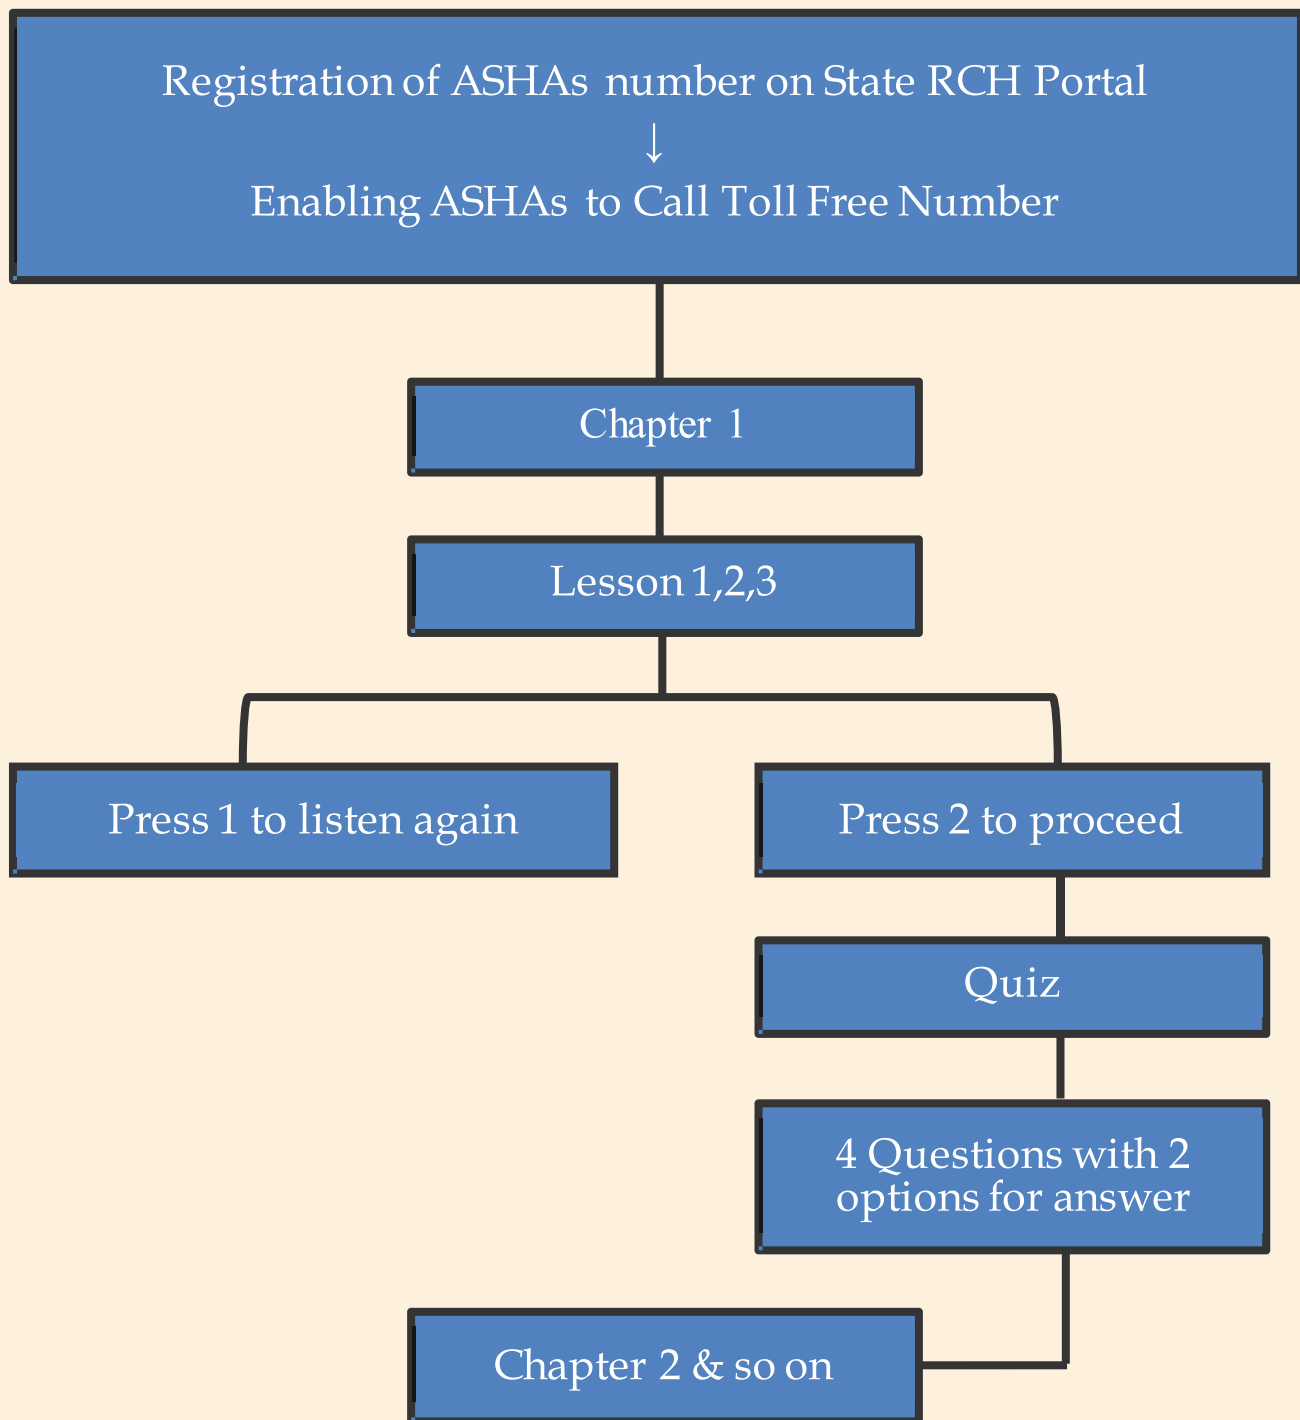 Registration of ASHAs number on State RCH Portal
↓
Enabling ASHAs to Call Toll Free Number
Chapter 1
Lesson 1,2,3
Press 1 to listen again
Press 2 to proceed
Quiz
4 Questions with 2
options for answer
Chapter 2 & so on